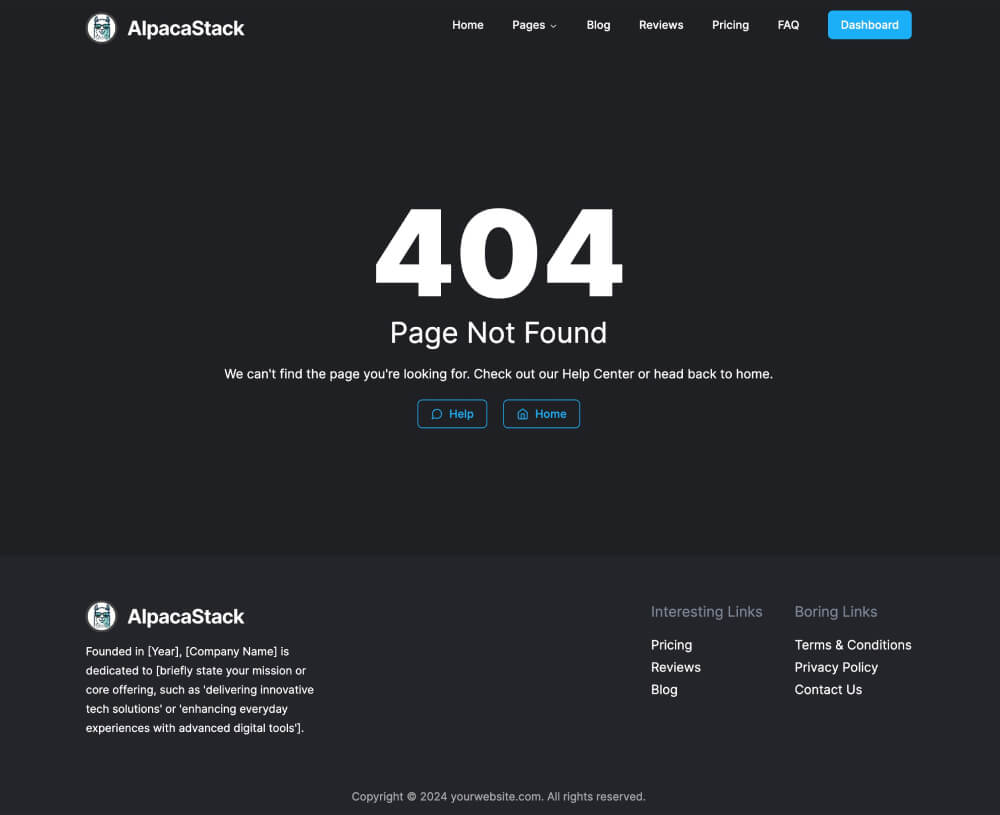 AlpacaStack
Home Pages Blog Reviews Pricing FAQ Dashboard
404
Page Not Found
We can't find the page you're looking for. Check out our Help Center or head back to home.
Help Home
AlpacaStack
Founded in [Year], [Company Name] is
dedicated to [briefly state your mission or
core offering, such as 'delivering innovative
tech solutions' or 'enhancing everyday
experiences with advanced digital tools'].
Interesting Links
Pricing
Reviews
Blog
Boring Links
Terms & Conditions
Privacy Policy
Contact Us
Copyright © 2024 yourwebsite.com. All rights reserved.